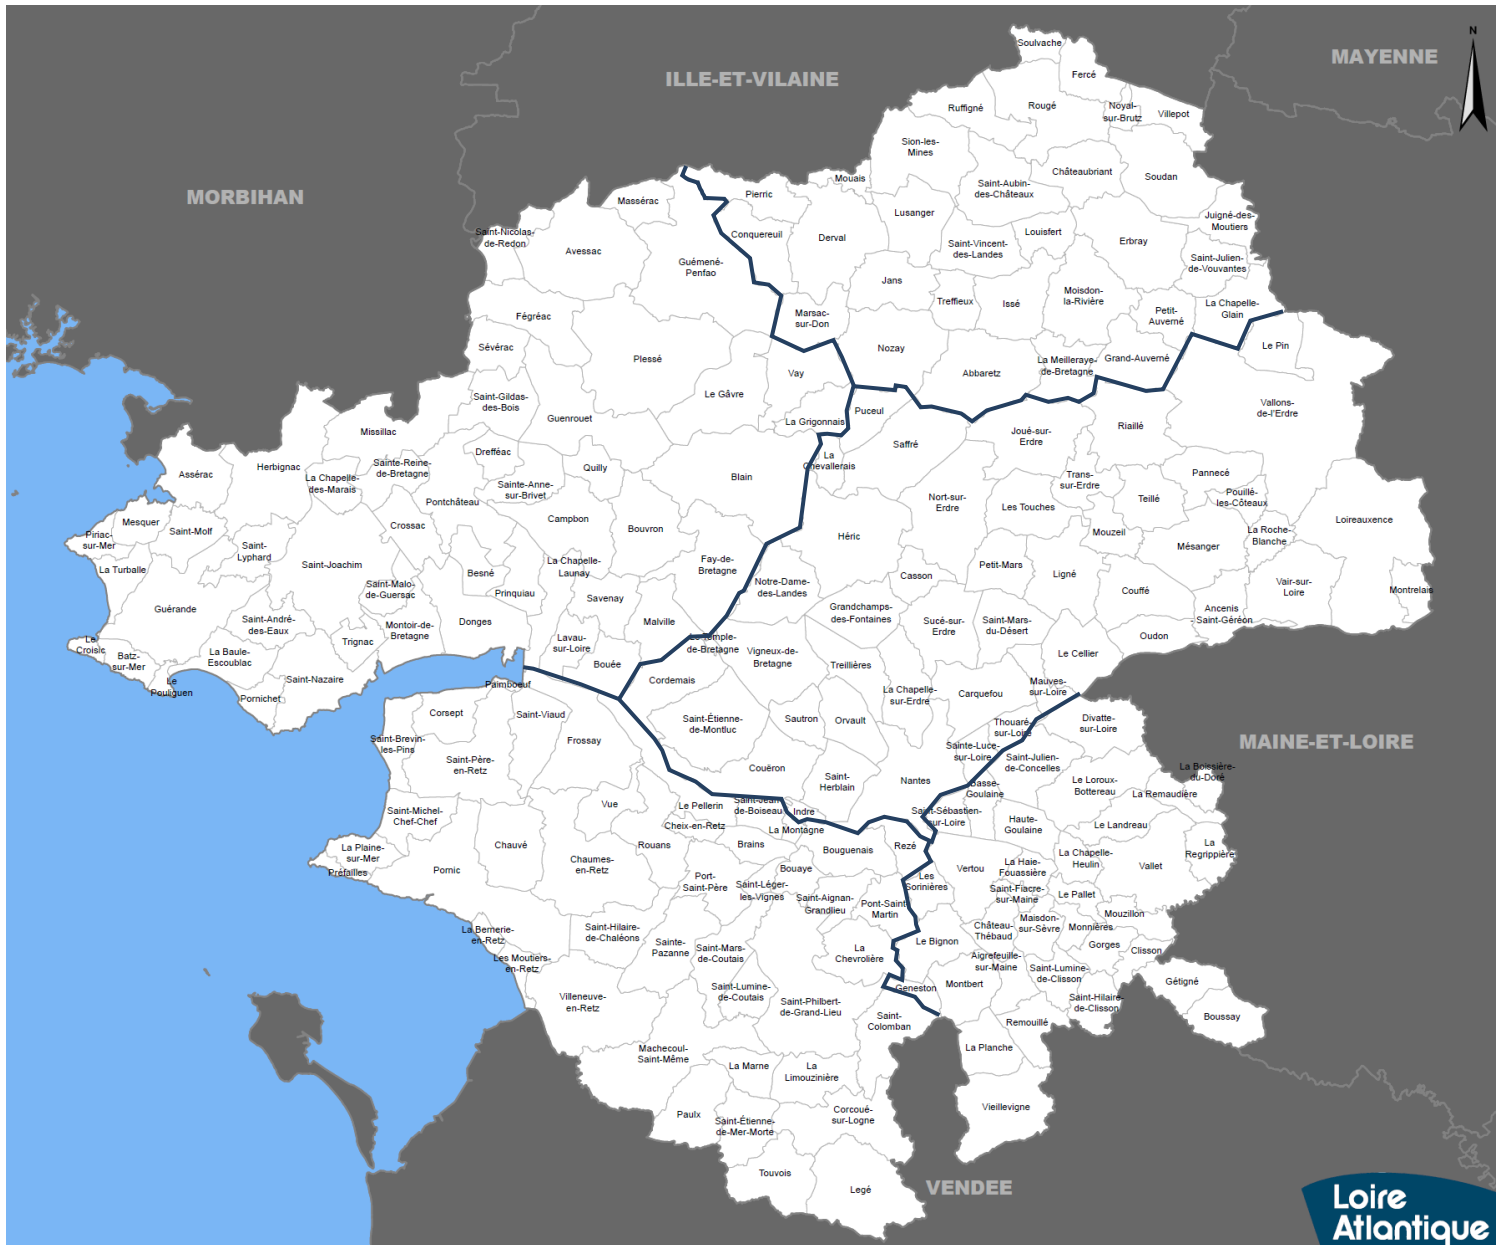 N
MAYENNE
ILLE-ET-VILAINE
MORBIHAN
MAINE-ET-LOIRE
VENDEE
Soulvache
Fercé
Rougé
Ruffigné
Noyal-
sur-Brutz
Villepot
Sion-les-
Mines
Châteaubriant
Soudan
Saint-Aubin
des-Châteaux
Mouais
Pierric
Massérac
Lusanger
Juigné-des-
Moutiers
Louisfert
Erbray
Saint-Vincent-
des-Landes
Derval
Conquereuil
Saint-Nicolas-
de-Redon
Avessac
Guémené-
Penfao
Saint-Julien-
de-Vouvantes
Jans
Treffieux
Issé
Moisdon-
la-Rivière
Petit-
Auverné
La Chapelle-
Glain
Marsac-
sur-Don
Fégréac
Sévérac
Plessé
Nozay
Abbaretz
La Meilleraye-
de-Bretagne
Grand-Auverné
Le Pin
Vay
Le Gâvre
Saint-Gildas-
des-Bois
Guenrouet
La Grigonnais
Puceul
Saffré
Joué-sur-
Erdre
Riaillé
Vallons-
de-l'Erdre
Missillac
Drefféac
Quilly
Blain
La
Chevallerais
Assérac
Herbignac
La Chapelle-
des-Marais
Sainte-Reine-
de-Bretagne
Sainte-Anne-
sur-Brivet
Pontchâteau
Trans-
sur-Erdre
Pannecé
Teillé
Pouillé-
les-Côteaux
Nort-sur-
Erdre
Les Touches
Mesquer
Saint-Molf
Piriac-
sur-Mer
Crossac
Campbon
Bouvron
Héric
Mouzeil
Mésanger
La Roche-
Blanche
Loireauxence
Saint-
Lyphard
Saint-Joachim
La Turballe
Besné
La Chapelle-
Launay
Fay-de-
Bretagne
Notre-Dame-
des-Landes
Casson
Petit-Mars
Ligné
Couffé
Vair-sur-
Loire
Montrelais
Guérande
Saint-Malo-
de-Guersac
Prinquiau
Savenay
Malville
Grandchamps-
des-Fontaines
Sucé-sur-
Erdre
Saint-Mars-
du-Désert
Ancenis
- Saint-Géréon
Saint-André-
des-Eaux
Trignac
Montoir-de-
Bretagne
Donges
Lavau-
sur-Loire
Bouée
Le Temple-
de-Bretagne
Vigneux-de-
Bretagne
Treillières
Oudon
Le Cellier
Le
Croisic
Batz-
sur-Mer
La Baule-
Escoublac
Le
Pouliguen
Saint-Nazaire
Pornichet
Paimboeuf
Cordemais
La Chapelle-
sur-Erdre
Carquefou
Mauves-
sur-Loire
Corsept
Saint-Viaud
Frossay
Saint-Étienne-
de-Montluc
Sautron
Orvault
Thouaré-
sur-Loire
Divatte-
sur-Loire
Saint-Brevin-
les-Pins
Saint-Père-
en-Retz
Couëron
Saint-
Herblain
Nantes
Sainte-Luce-
sur-Loire
Saint-Julien-
de-Concelles
La Boissière-
du-Doré
Basse-
Goulaine
Le Loroux-
Bottereau
La Remaudière
Saint-Michel-
Chef-Chef
Vue
Le Pellerin
Saint-Jean-
de-Boiseau
Indre
Saint-Sébastien-
sur-Loire
Haute-
Goulaine
Le Landreau
Cheix-en-Retz
La Montagne
La Plaine-
sur-Mer
Préfailles
Chauvé
Rouans
Brains
Bouguenais
Rezé
La
Regrippière
Pornic
Chaumes-
en-Retz
Port-
Saint-Père
Bouaye
Les
Sorinières
Vertou
La Haie-
Fouassière
La Chapelle-
Heulin
Vallet
Saint-Léger-
les-Vignes
Saint-Aignan-
Grandlieu
Pont-Saint-
Martin
Saint-Fiacre-
sur-Maine
Le Pallet
Mouzillon
La Bernerie-
en-Retz
Saint-Hilaire-
de-Chaléons
Sainte-
Pazanne
Saint-Mars-
de-Coutais
La
Chevrolière
Le Bignon
Château-
Thébaud
Maisdon-
sur-Sèvre
Monnières
Gorges
Clisson
Les Moutiers-
en-Retz
Aigrefeuille-
sur-Maine
Saint-Lumine-
de-Clisson
Villeneuve-
en-Retz
Saint-Lumine-
de-Coutais
Saint-Philbert-
de-Grand-Lieu
Geneston
Montbert
Gétigné
Saint-Hilaire-
de-Clisson
Boussay
Saint-
Colomban
Remouillé
La Planche
Machecoul-
Saint-Même
La Marne
La
Limouzinière
Vieillevigne
Paulx
Saint-Étienne-
de-Mer-Morte
Corcoué-
sur-Logne
Touvois
Legé
Loire
Atlantique